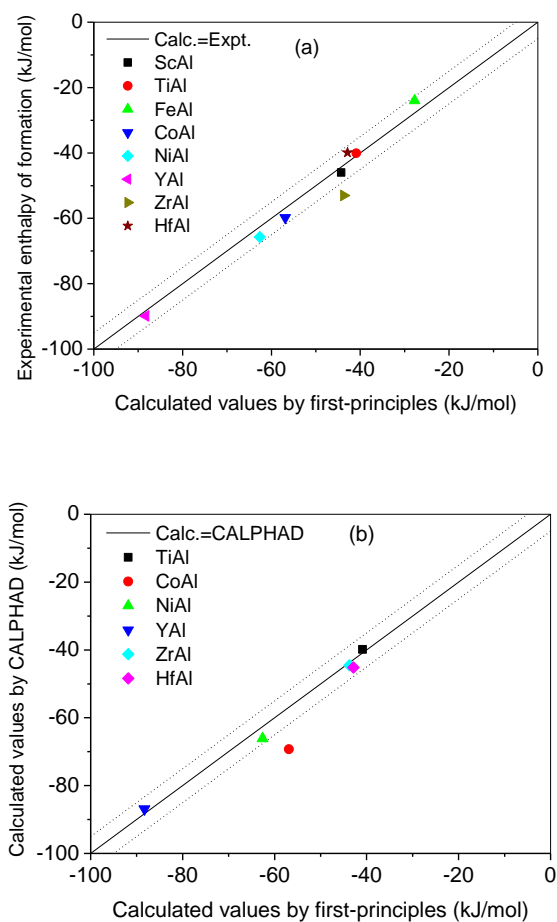 0
-20
-40
-60
-80
-100
Experimental enthalpy of formation (kJ/mol)
Calc.=Expt.
ScAl
TiAl
FeAl
CoAl
NiAl
YAl
ZrAl
HfAl
(a)
-100 -80 -60 -40 -20 0
Calculated values by first-principles (kJ/mol)
0
-20
-40
-60
-80
-100
Calculated values by CALPHAD (kJ/mol)
Calc.=CALPHAD
TiAl
CoAl
NiAl
YAl
ZrAl
HfAl
(b)
-100 -80 -60 -40 -20 0
Calculated values by first-principles (kJ/mol)